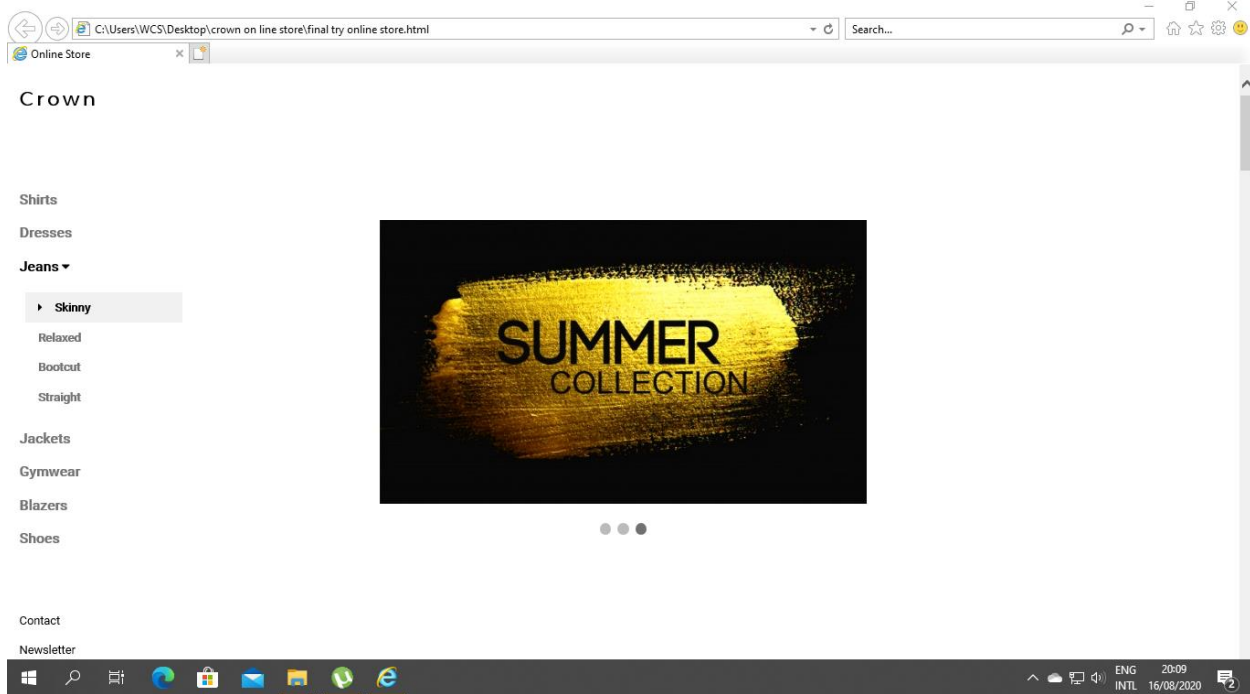 C:\Users\WCS\Desktop\crown on line store\final try online store.html
Search...
Online Store
Crown
Shirts
Dresses
Jeans
Skinny
Relaxed
Bootcut
Straight
Jackets
Gymwear
Blazers
Shoes
SUMMER
COLLECTION
Contact
Newsletter
ENG
INTL
20:09
16/08/2020
2